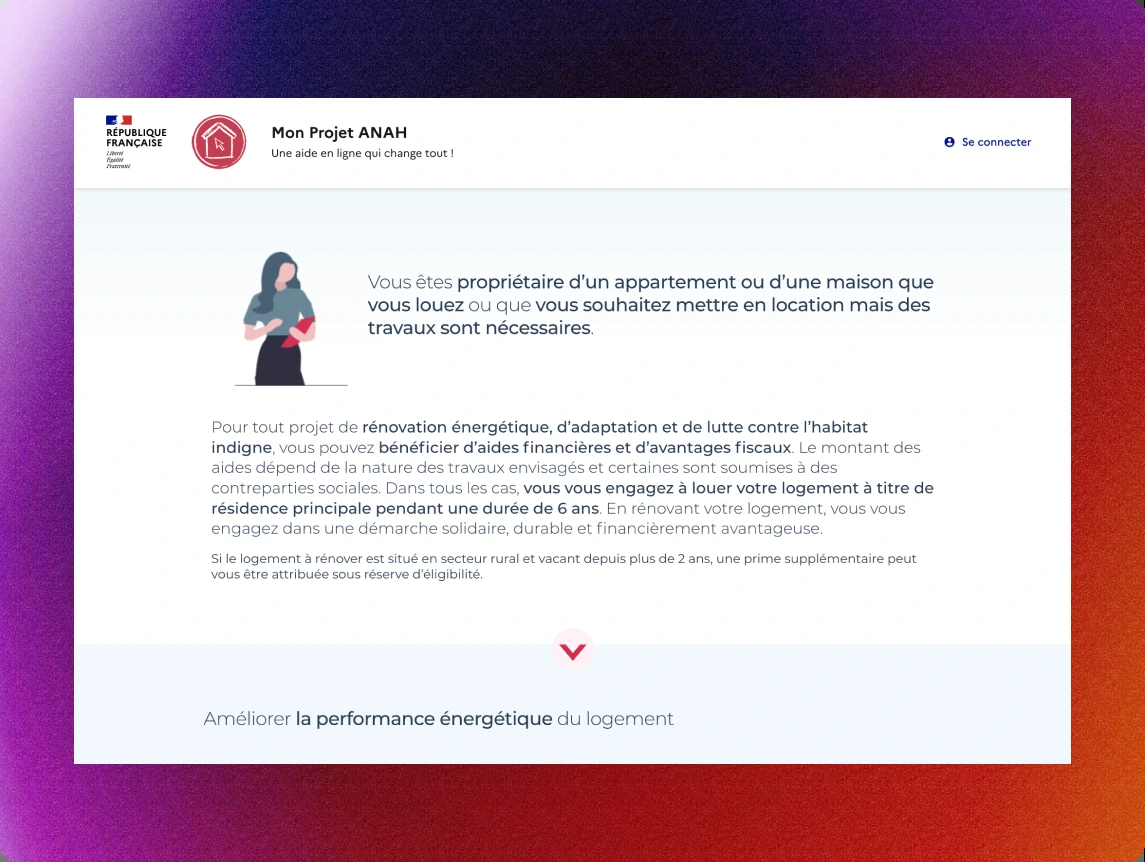 RÉPUBLIQUE
FRANÇAISE
Liberté
Égalité
Fraternité
Mon Projet ANAH
Une aide en ligne qui change tout !
Se connecter
Vous êtes propriétaire d’un appartement ou d’une maison que
vous louez ou que vous souhaitez mettre en location mais des
travaux sont nécessaires.
Pour tout projet de rénovation énergétique, d’adaptation et de lutte contre l’habitat
indigne, vous pouvez bénéficier d’aides financières et d’avantages fiscaux. Le montant des
aides dépend de la nature des travaux envisagés et certaines sont soumises à des
contreparties sociales. Dans tous les cas, vous vous engagez à louer votre logement à titre de
résidence principale pendant une durée de 6 ans. En rénovant votre logement, vous vous
engagez dans une démarche solidaire, durable et financièrement avantageuse.
Si le logement à rénover est situé en secteur rural et vacant depuis plus de 2 ans, une prime supplémentaire peut
vous être attribuée sous réserve d’éligibilité.
Améliorer la performance énergétique du logement